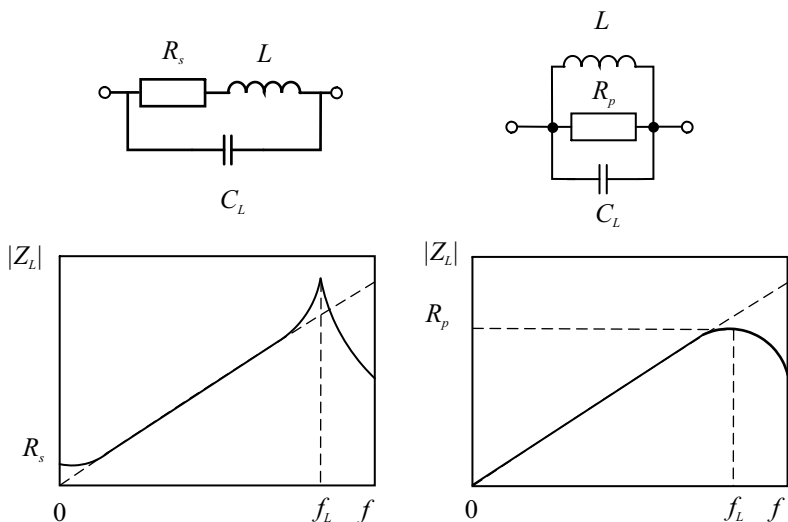 R_s L
C_L
L
R_p
C_L
|Z_L|
R_s
0 f_L f
|Z_L|
R_p
0 f_L f